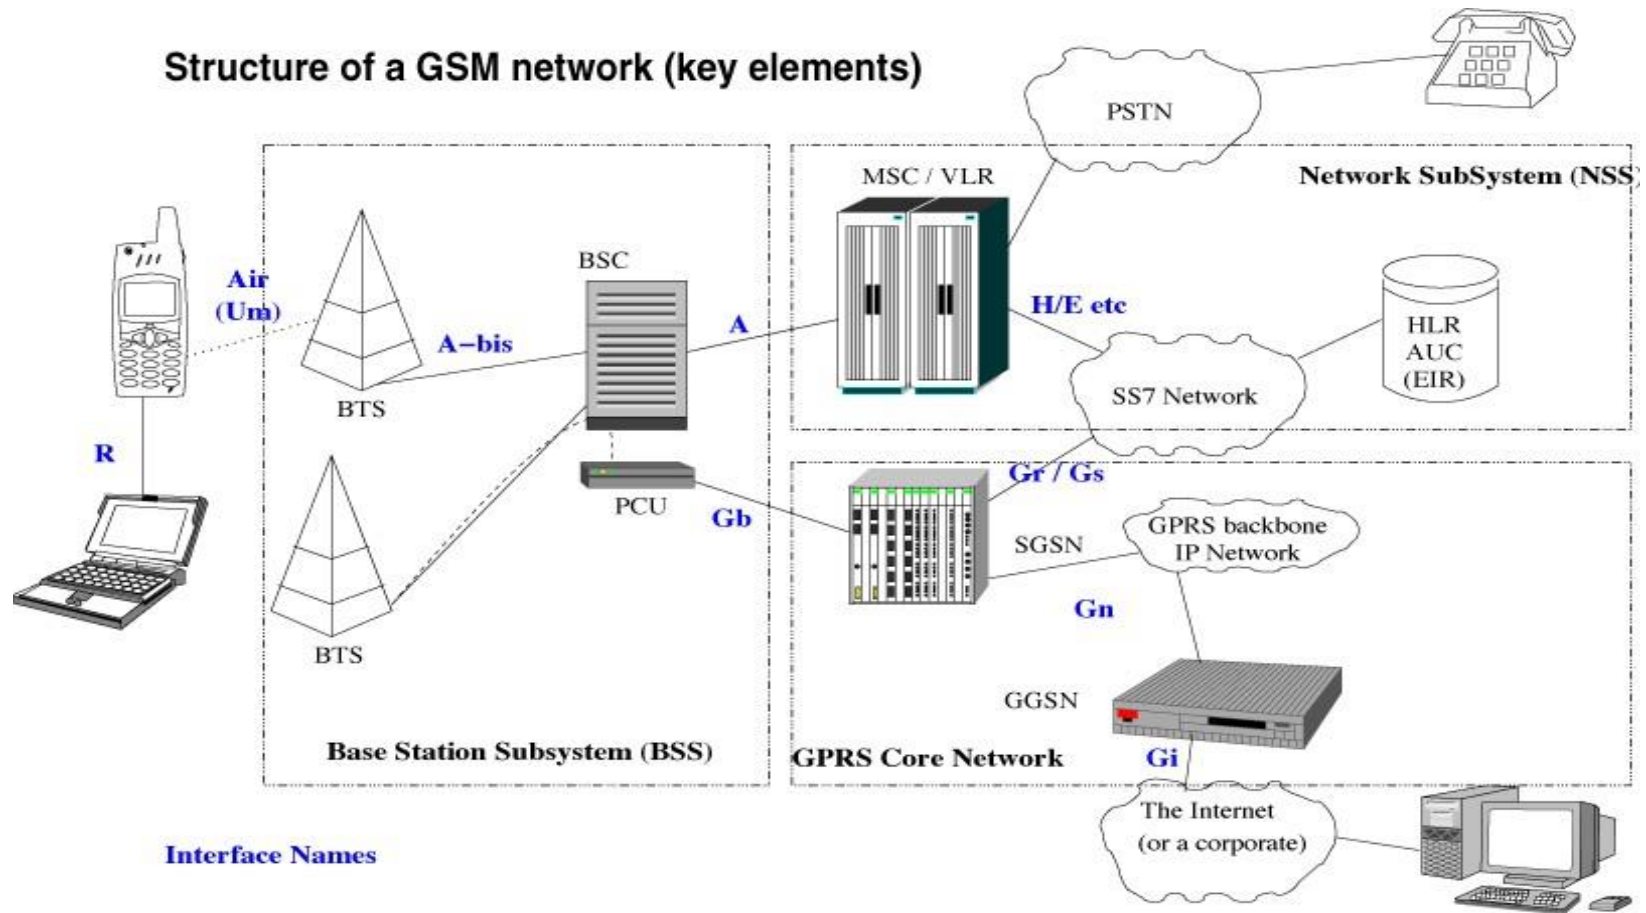 Structure of a GSM network (key elements)
PSTN
MSC / VLR
Network SubSystem (NSS)
BSC
Air
(Um)
A-bis
A
H/E etc
HLR
AUC
(EIR)
SS7 Network
BTS
R
PCU
Gb
Gr / Gs
SGSN
GPRS backbone
IP Network
Gn
BTS
GGSN
Base Station Subsystem (BSS)
GPRS Core Network
Gi
The Internet
(or a corporate)
Interface Names